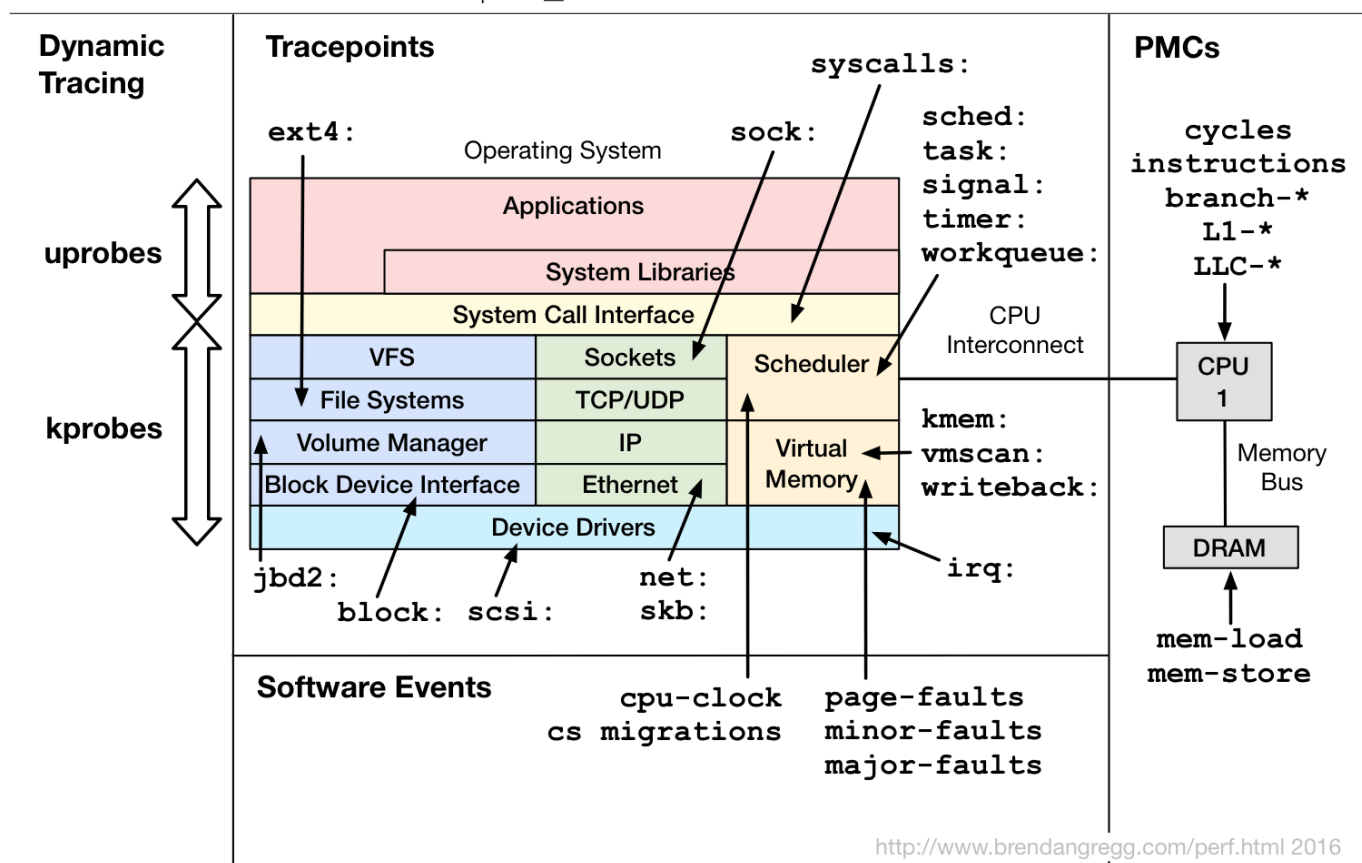 Dynamic
Tracing
Tracepoints
PMCs
syscalls:
ext4:
Operating System
sock:
sched:
task:
signal:
timer:
workqueue:
cycles
instructions
branch-*
L1-*
LLC-*
uprobes
kprobes
Applications
System Libraries
System Call Interface
VFS
Sockets
Scheduler
File Systems
TCP/UDP
Volume Manager
IP
Virtual
Memory
Block Device Interface
Ethernet
Device Drivers
CPU
Interconnect
CPU
1
kmem:
vmscan:
writeback:
Memory
Bus
DRAM
jbd2:
block:
scsi:
net:
skb:
irq:
mem-load
mem-store
Software Events
cpu-clock
cs migrations
page-faults
minor-faults
major-faults
http://www.brendangregg.com/perf.html 2016